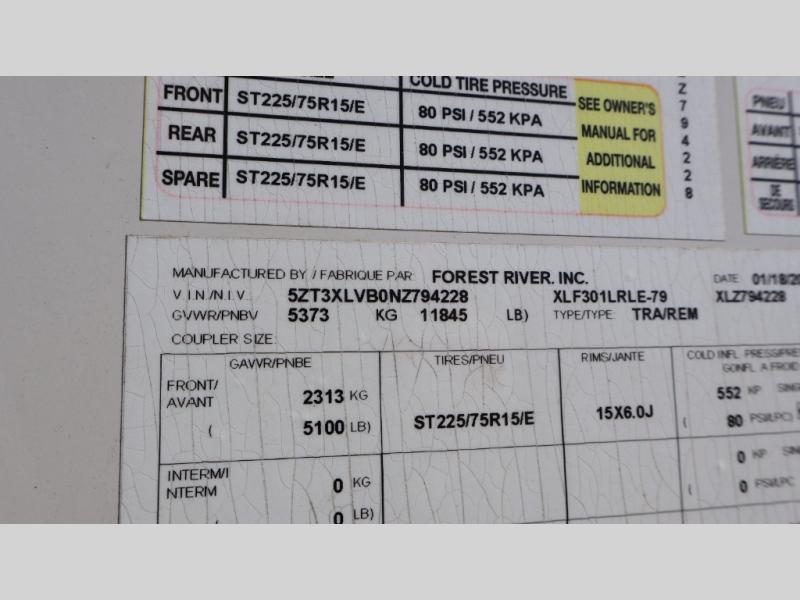 COLD TIRE PRESSURE
FRONT ST225/75R15/E 80 PSI / 552 KPA
REAR ST225/75R15/E 80 PSI / 552 KPA
SPARE ST225/75R15/E 80 PSI / 552 KPA
SEE OWNER'S
MANUAL FOR
ADDITIONAL
INFORMATION
Z
7
9
4
2
2
8
PNEU
AVANT
ARRIÈRE
DE
SECOURS
MANUFACTURED BY / FABRIQUE PAR FOREST RIVER. INC. DATE 01/18/20
V.I.N./N.I.V. 5ZT3XLVB0NZ794228 XLF301LRLE-79 XLZ794228
GVWR/PNBV 5373 KG 11845 LB) TYPE/TYPE TRA/REM
COUPLER SIZE:
GAWR/PNBE TIRES/PNEU RIMS/JANTE COLD INFL. PRESS/PRE
GONFL. A FROID
FRONT/
AVANT 2313 KG ST225/75R15/E 15X6.0J 552 KP SING
( 5100 LB) ( 80 PSI/LPC)
INTERM/I
NTERM 0 KG 0 KP SIN
0 LB) ( 0 PSI/LPC